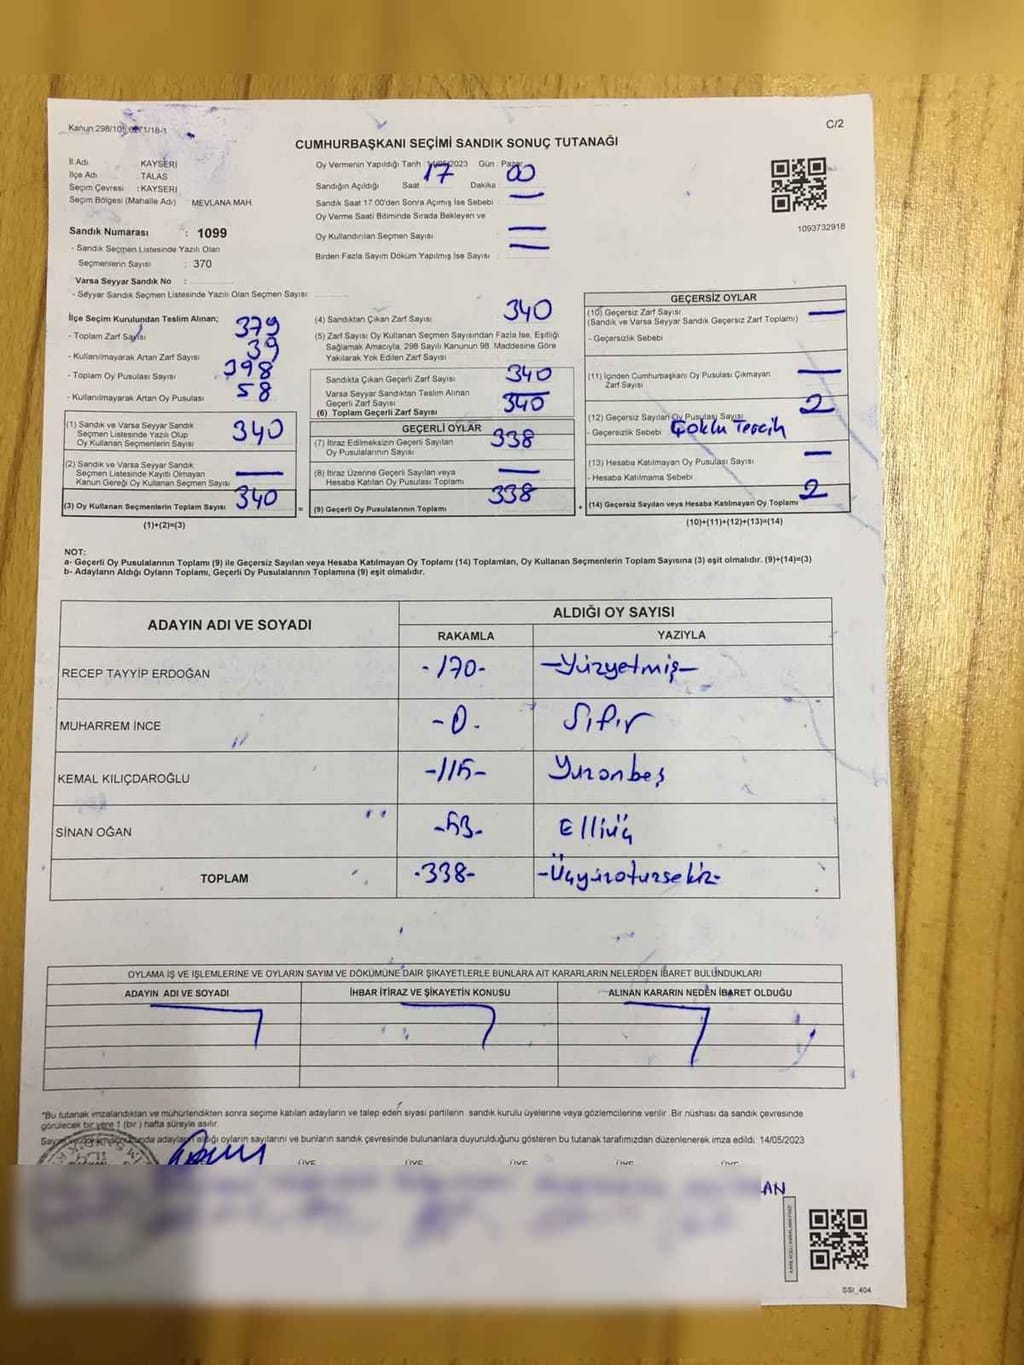 Kanun:298/105,
C/2
CUMHURBAŞKANI SEÇİMİ SANDIK SONUÇ TUTANAĞI
İl Adı KAYSERİ
İlçe Adı : TALAS
Seçim Çevresi : KAYSERİ
Seçim Bölgesi (Mahalle Adı) MEVLANA MAH.
Sandık Numarası : 1099
- Sandık Seçmen Listesinde Yazılı Olan
Seçmenlerin Sayısı : 370
Varsa Seyyar Sandık No :
- Seyyar Sandık Seçmen Listesinde Yazılı Olan Seçmen Sayısı
Oy Vermenin Yapıldığı Tarih 2023 Gün : Pazar
Sandığın Açıldığı Saat 17 Dakika : 00
Sandık Saat 17:00'den Sonra Açımış İse Sebebi
Oy Verme Saati Bitiminde Sırada Bekleyen ve
Oy Kullandırılan Seçmen Sayısı
Birden Fazla Sayım Döküm Yapılmış İse Sayısı
1093732918
İlçe Seçim Kurulundan Teslim Alınan;
- Toplam Zarf Sayısı 379
- Kullanılmayarak Artan Zarf Sayısı 39
- Toplam Oy Pusulası Sayısı 398
- Kullanılmayarak Artan Oy Pusulası 58
(1) Sandık ve Varsa Seyyar Sandık
Seçmen Listesinde Yazılı Olup
Oy Kullanan Seçmenlerin Sayısı 340
(2) Sandık ve Varsa Seyyar Sandık
Seçmen Listesinde Kayıtlı Olmayan
Kanun Gereği Oy Kullanan Seçmen Sayısı
(3) Oy Kullanan Seçmenlerin Toplam Sayısı 340
(1)+(2)=(3)
(4) Sandıktan Çıkan Zarf Sayısı 340
(5) Zarf Sayısı Oy Kullanan Seçmen Sayısından Fazla İse, Eşitliği
Sağlamak Amacıyla, 298 Sayılı Kanunun 98. Maddesine Göre
Yakılarak Yok Edilen Zarf Sayısı
Sandıkta Çıkan Geçerli Zarf Sayısı 340
Varsa Seyyar Sandıktan Teslim Alınan
Geçerli Zarf Sayısı
(6) Toplam Geçerli Zarf Sayısı 340
GEÇERLİ OYLAR
(7) İtiraz Edilmeksizin Geçerli Sayılan
Oy Pusulalarının Sayısı 338
(8) İtiraz Üzerine Geçerli Sayılan veya
Hesaba Katılan Oy Pusulası Toplamı
=
(9) Geçerli Oy Pusulalarının Toplamı 338
+
GEÇERSİZ OYLAR
(10) Geçersiz Zarf Sayısı
(Sandık ve Varsa Seyyar Sandık Geçersiz Zarf Toplamı)
- Geçersizlik Sebebi
(11) İçinden Cumhurbaşkanı Oy Pusulası Çıkmayan
Zarf Sayısı
(12) Geçersiz Sayılan Oy Pusulası Sayısı 2
- Geçersizlik Sebebi Çoklu Tercih
(13) Hesaba Katılmayan Oy Pusulası Sayısı
- Hesaba Katılmama Sebebi
(14) Geçersiz Sayılan veya Hesaba Katılmayan Oy Toplamı 2
(10)+(11)+(12)+(13)=(14)
NOT:
a- Geçerli Oy Pusulalarının Toplamı (9) ile Geçersiz Sayılan veya Hesaba Katılmayan Oy Toplamı (14) Toplamları, Oy Kullanan Seçmenlerin Toplam Sayısına (3) eşit olmalıdır. (9)+(14)=(3)
b- Adayların Aldığı Oyların Toplamı, Geçerli Oy Pusulalarının Toplamına (9) eşit olmalıdır.
ADAYIN ADI VE SOYADI
ALDIĞI OY SAYISI
RAKAMLA YAZIYLA
RECEP TAYYİP ERDOĞAN -170- -Yüzyetmiş-
MUHARREM İNCE -0- Sıfır
KEMAL KILIÇDAROĞLU -115- Yüzonbeş
SİNAN OĞAN -53- Elliüç
TOPLAM -338- -Üçyüzotuzsekiz-
OYLAMA İŞ VE İŞLEMLERİNE VE OYLARIN SAYIM VE DÖKÜMÜNE DAİR ŞİKAYETLERLE BUNLARA AİT KARARLARIN NELERDEN İBARET BULUNDUKLARI
ADAYIN ADI VE SOYADI İHBAR İTİRAZ VE ŞİKAYETİN KONUSU ALINAN KARARIN NEDEN İBARET OLDUĞU
*Bu tutanak imzalandıktan ve mühürlendikten sonra seçime katılan adayların ve talep eden siyasi partilerin sandık kurulu üyelerine veya gözlemcilerine verilir. Bir nüshası da sandık çevresinde
görülecek bir yere 1 (bir) hafta süreyle asılır.
adayların aldığı oyların sayılarını ve bunların sandık çevresinde bulunanlara duyurulduğunu gösteren bu tutanak tarafımızdan düzenlenerek imza edildi. 14/05/2023
ÜYE ÜYE ÜYE ÜYE ÜYE
AN
SSI_404